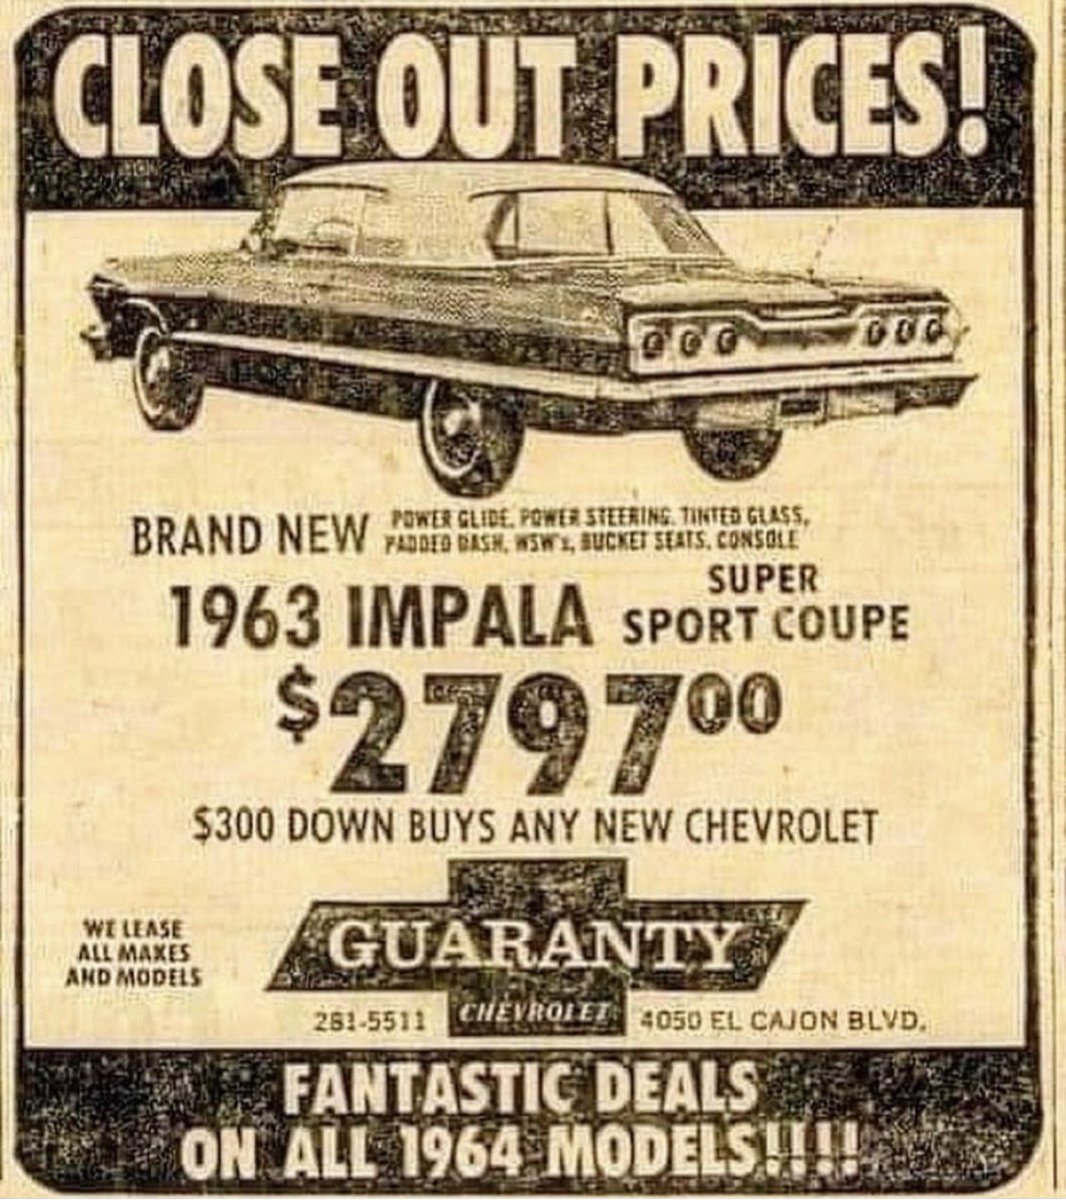 CLOSE OUT PRICES!
BRAND NEW POWER GLIDE, POWER STEERING, TINTED GLASS,
PADDED DASH, WSW's, BUCKET SEATS, CONSOLE
1963 IMPALA SUPER
SPORT COUPE
$2797.00
$300 DOWN BUYS ANY NEW CHEVROLET
WE LEASE
ALL MAKES
AND MODELS
GUARANTY
CHEVROLET
281-5511
4050 EL CAJON BLVD.
FANTASTIC DEALS
ON ALL 1964 MODELS!!!!